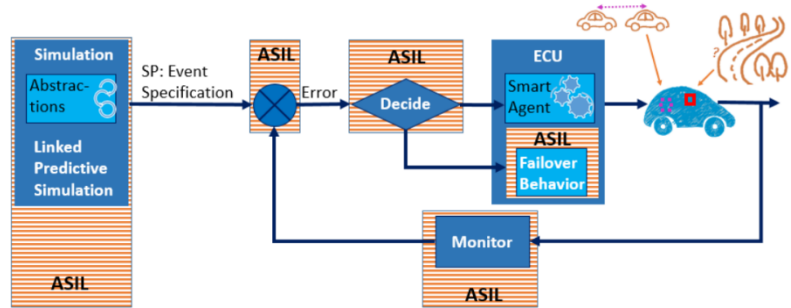 Simulation
Abstrac-
tions
Linked
Predictive
Simulation
ASIL
SP: Event
Specification
ASIL
Error
ASIL
Decide
ECU
Smart
Agent
ASIL
Failover
Behavior
?
Monitor
ASIL